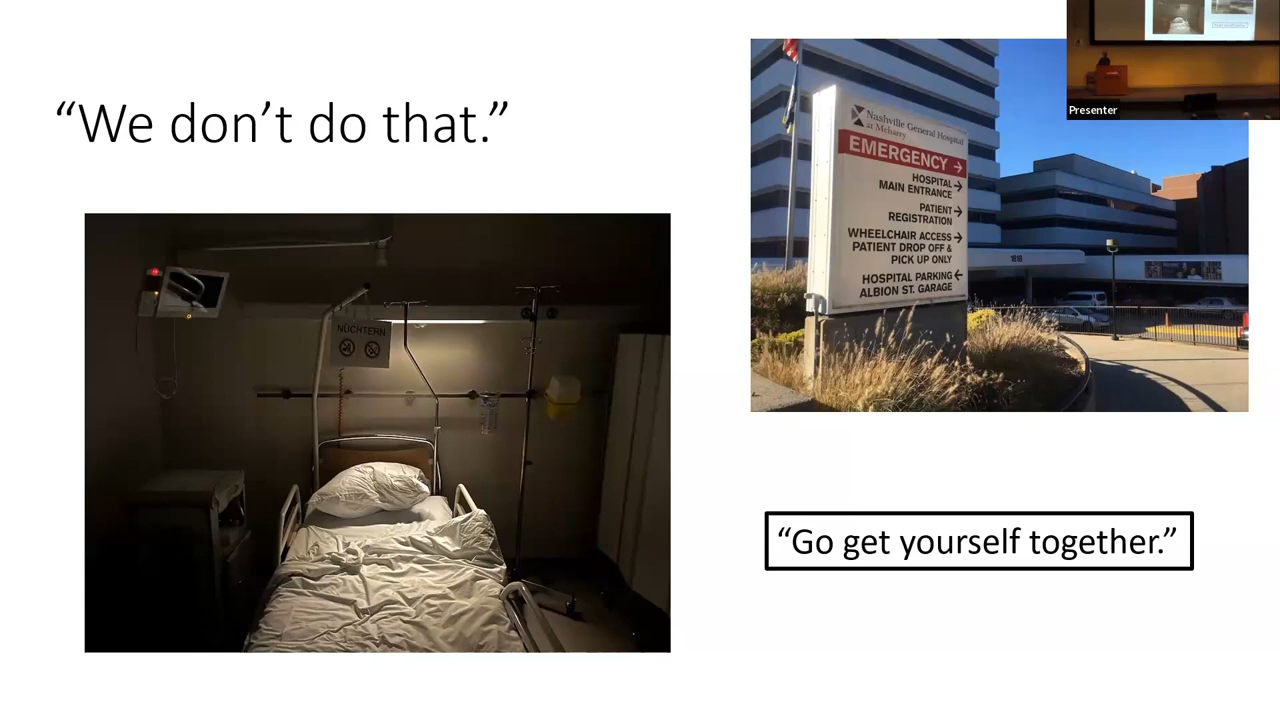 “We don’t do that.”
NÜCHTERN
Nashville General Hospital
at Meharry
EMERGENCY →
HOSPITAL
MAIN ENTRANCE →
PATIENT
REGISTRATION →
WHEELCHAIR ACCESS →
PATIENT DROP OFF &
PICK UP ONLY
HOSPITAL PARKING ←
ALBION ST. GARAGE
1818
Presenter
“Go get yourself together.”